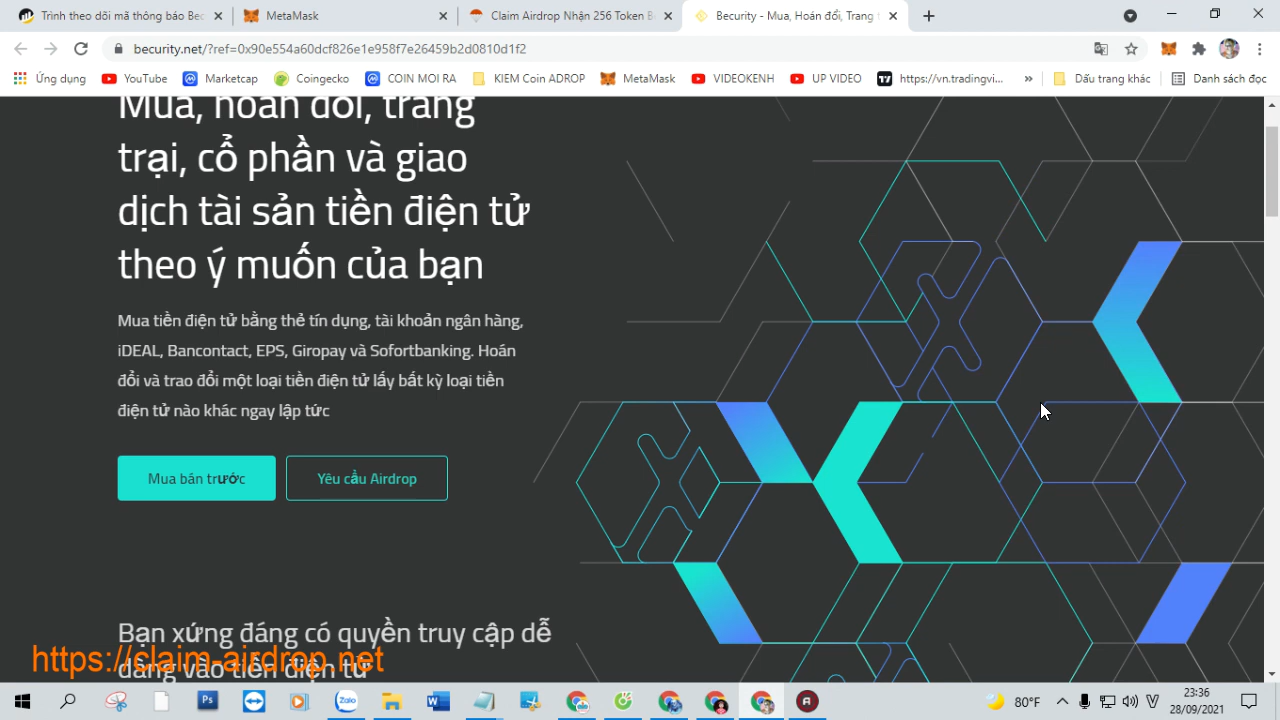 Trình theo dõi mã thông báo Bec
MetaMask
Claim Airdrop Nhận 256 Token Be
Becurity - Mua, Hoán đổi, Trang t
becurity.net/?ref=0x90e554a60dcf826e1e958f7e26459b2d0810d1f2
Ứng dụng
YouTube
Marketcap
Coingecko
COIN MOI RA
KIEM Coin ADROP
MetaMask
VIDEOKENH
UP VIDEO
https://vn.tradingvi...
»
Dấu trang khác
Danh sách đọc
Mua, hoán đổi, trang
trại, cổ phần và giao
dịch tài sản tiền điện tử
theo ý muốn của bạn
Mua tiền điện tử bằng thẻ tín dụng, tài khoản ngân hàng,
iDEAL, Bancontact, EPS, Giropay và Sofortbanking. Hoán
đổi và trao đổi một loại tiền điện tử lấy bất kỳ loại tiền
điện tử nào khác ngay lập tức
Mua bán trước
Yêu cầu Airdrop
Bạn xứng đáng có quyền truy cập dễ
dàng vào tiền điện tử
https://claim-airdrop.net
80°F
23:36
28/09/2021